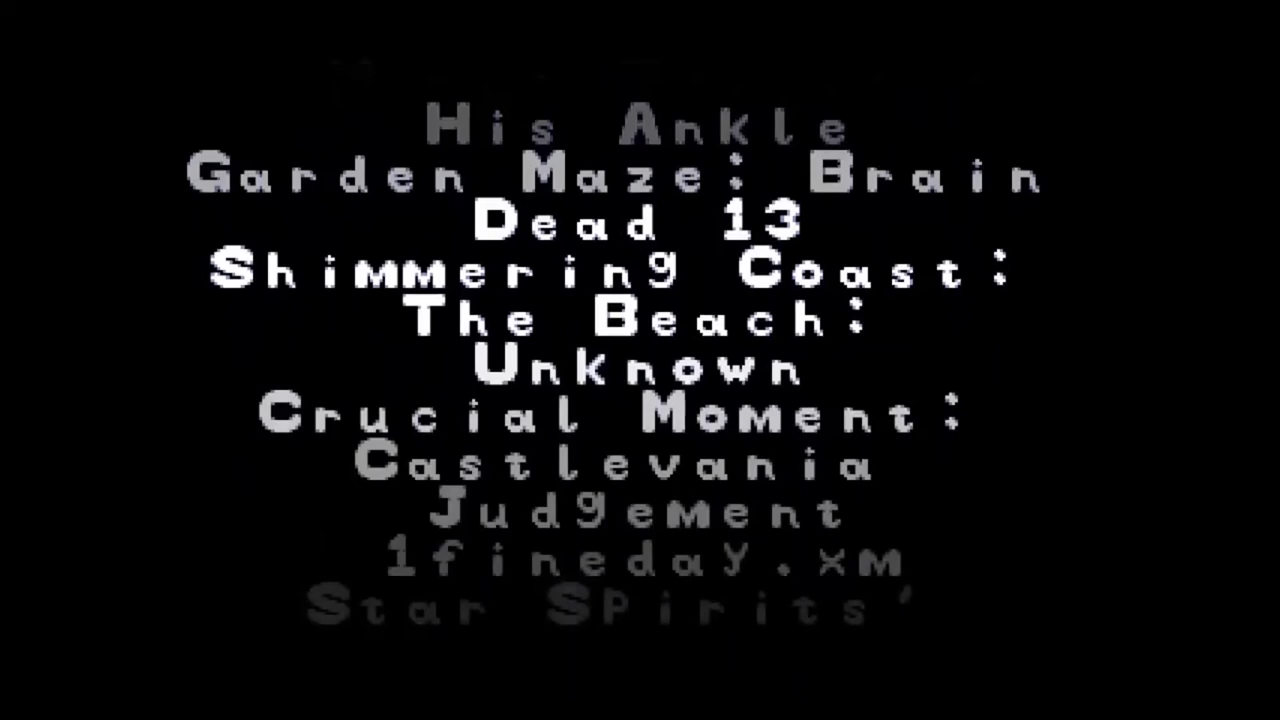 His Ankle
Garden Maze: Brain
Dead 13
Shimmering Coast:
The Beach:
Unknown
Crucial Moment:
Castlevania
Judgement
1fineday.xm
Star Spirits'